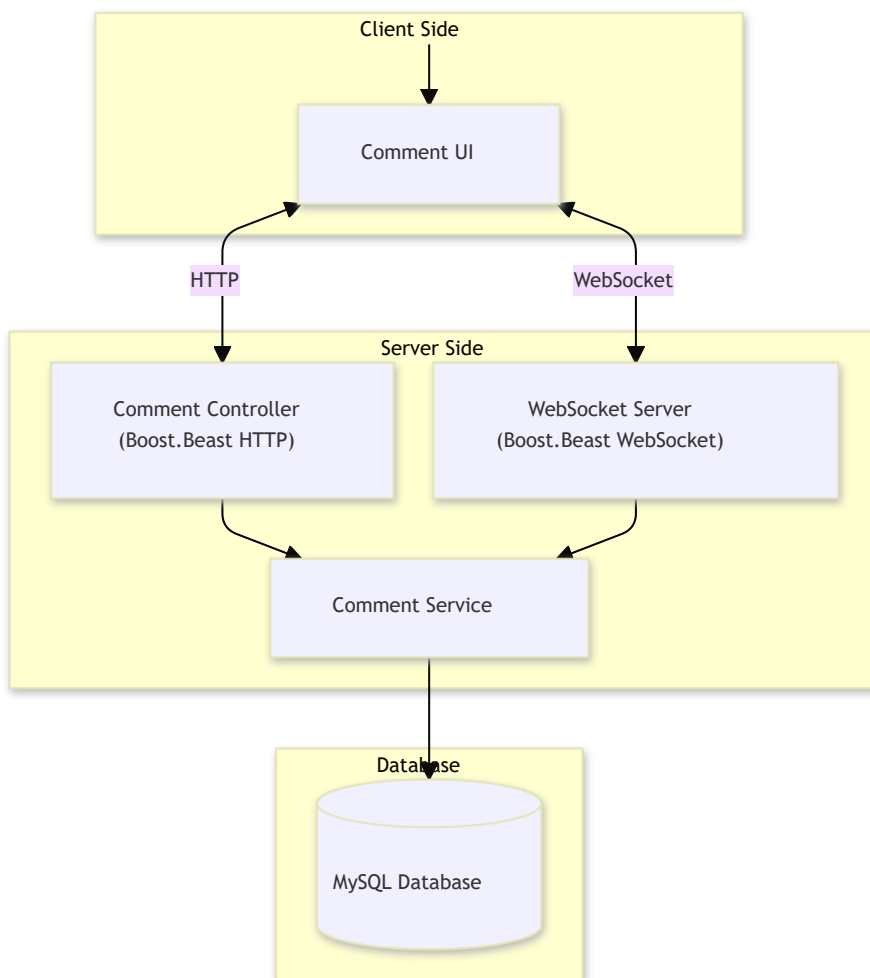 Client Side
Comment UI
HTTP
WebSocket
Server Side
Comment Controller
(Boost.Beast HTTP)
WebSocket Server
(Boost.Beast WebSocket)
Comment Service
Database
MySQL Database